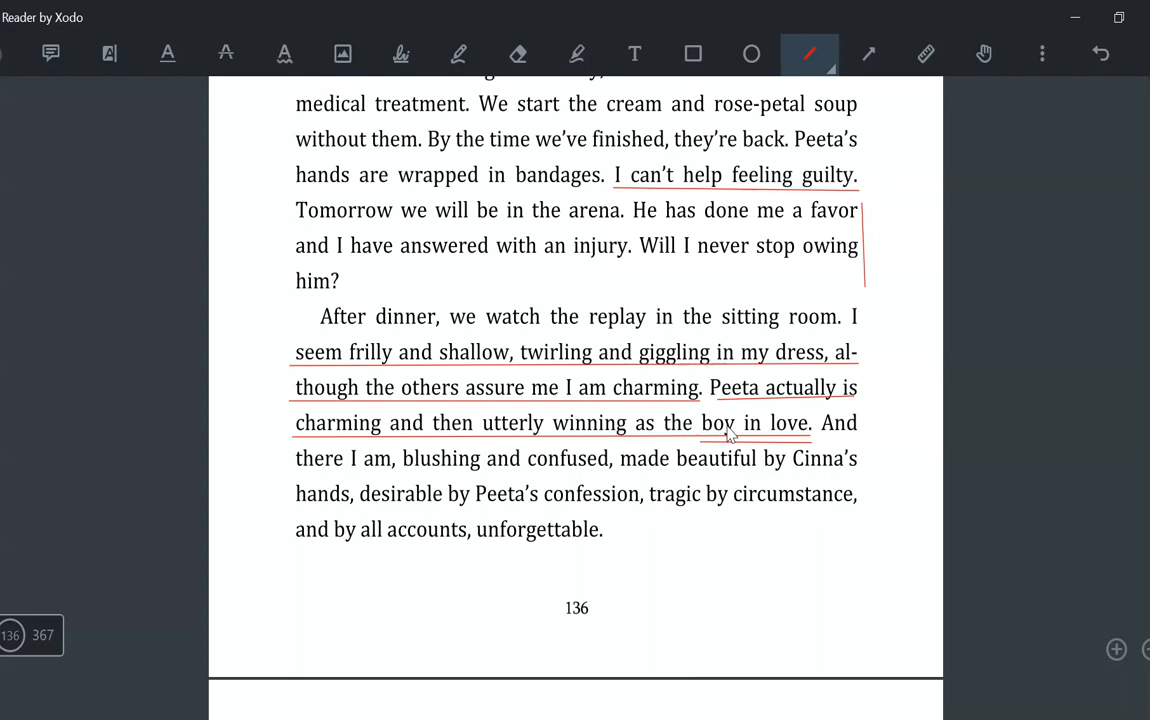 Reader by Xodo
medical treatment. We start the cream and rose-petal soup
without them. By the time we’ve finished, they’re back. Peeta’s
hands are wrapped in bandages. I can’t help feeling guilty.
Tomorrow we will be in the arena. He has done me a favor
and I have answered with an injury. Will I never stop owing
him?
After dinner, we watch the replay in the sitting room. I
seem frilly and shallow, twirling and giggling in my dress, al-
though the others assure me I am charming. Peeta actually is
charming and then utterly winning as the boy in love. And
there I am, blushing and confused, made beautiful by Cinna’s
hands, desirable by Peeta’s confession, tragic by circumstance,
and by all accounts, unforgettable.
136
136 367